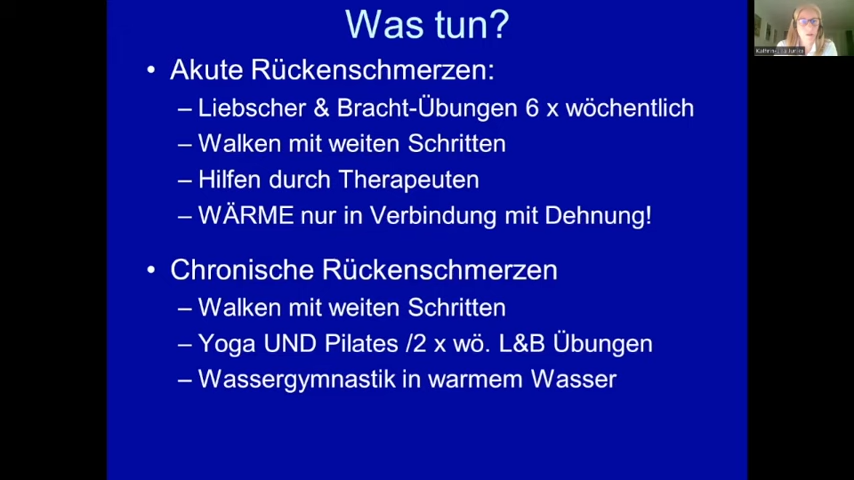 Was tun?
• Akute Rückenschmerzen:
– Liebscher & Bracht-Übungen 6 x wöchentlich
– Walken mit weiten Schritten
– Hilfen durch Therapeuten
– WÄRME nur in Verbindung mit Dehnung!
• Chronische Rückenschmerzen
– Walken mit weiten Schritten
– Yoga UND Pilates /2 x wö. L&B Übungen
– Wassergymnastik in warmem Wasser